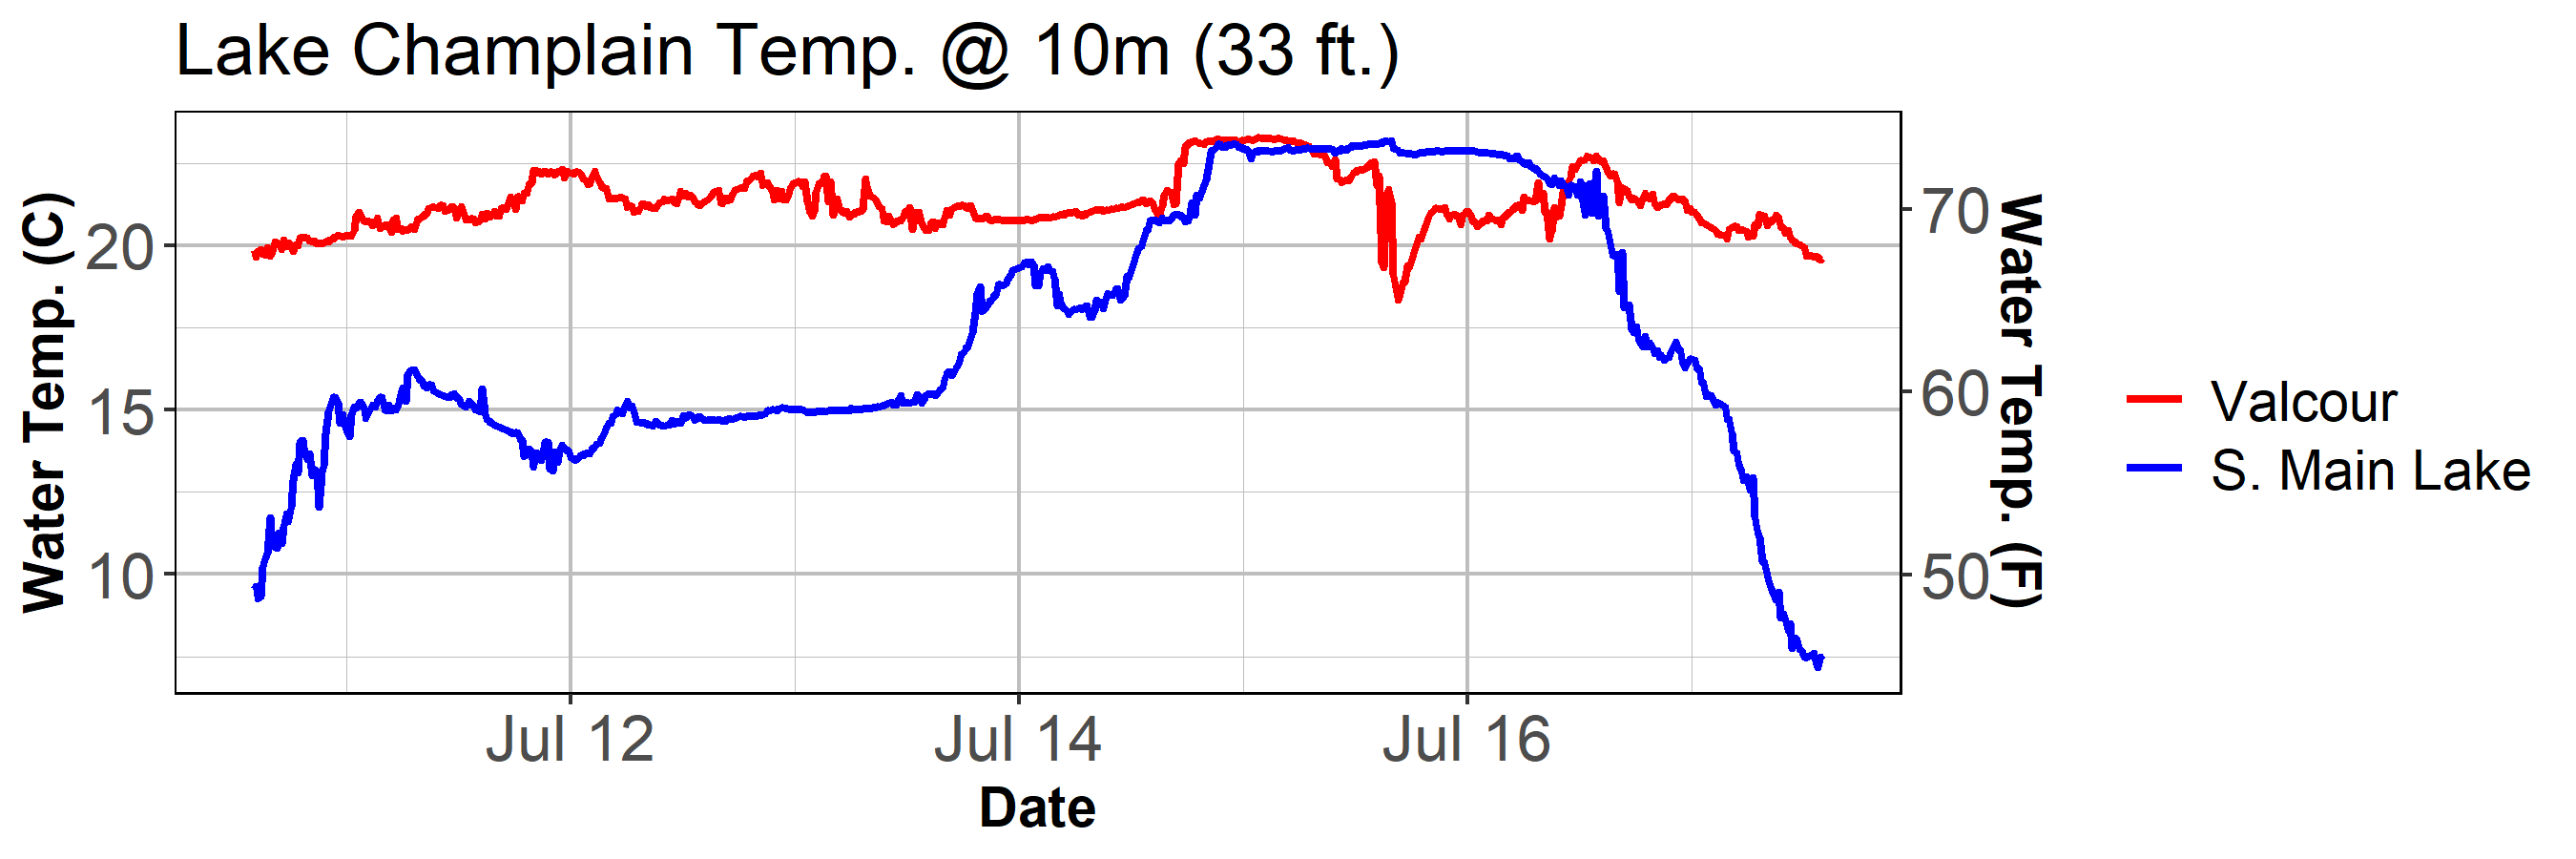 Lake Champlain Temp. @ 10m (33 ft.)
Water Temp. (C)
20
15
10
70
60
50
Water Temp. (F)
Jul 12
Jul 14
Jul 16
Date
Valcour
S. Main Lake